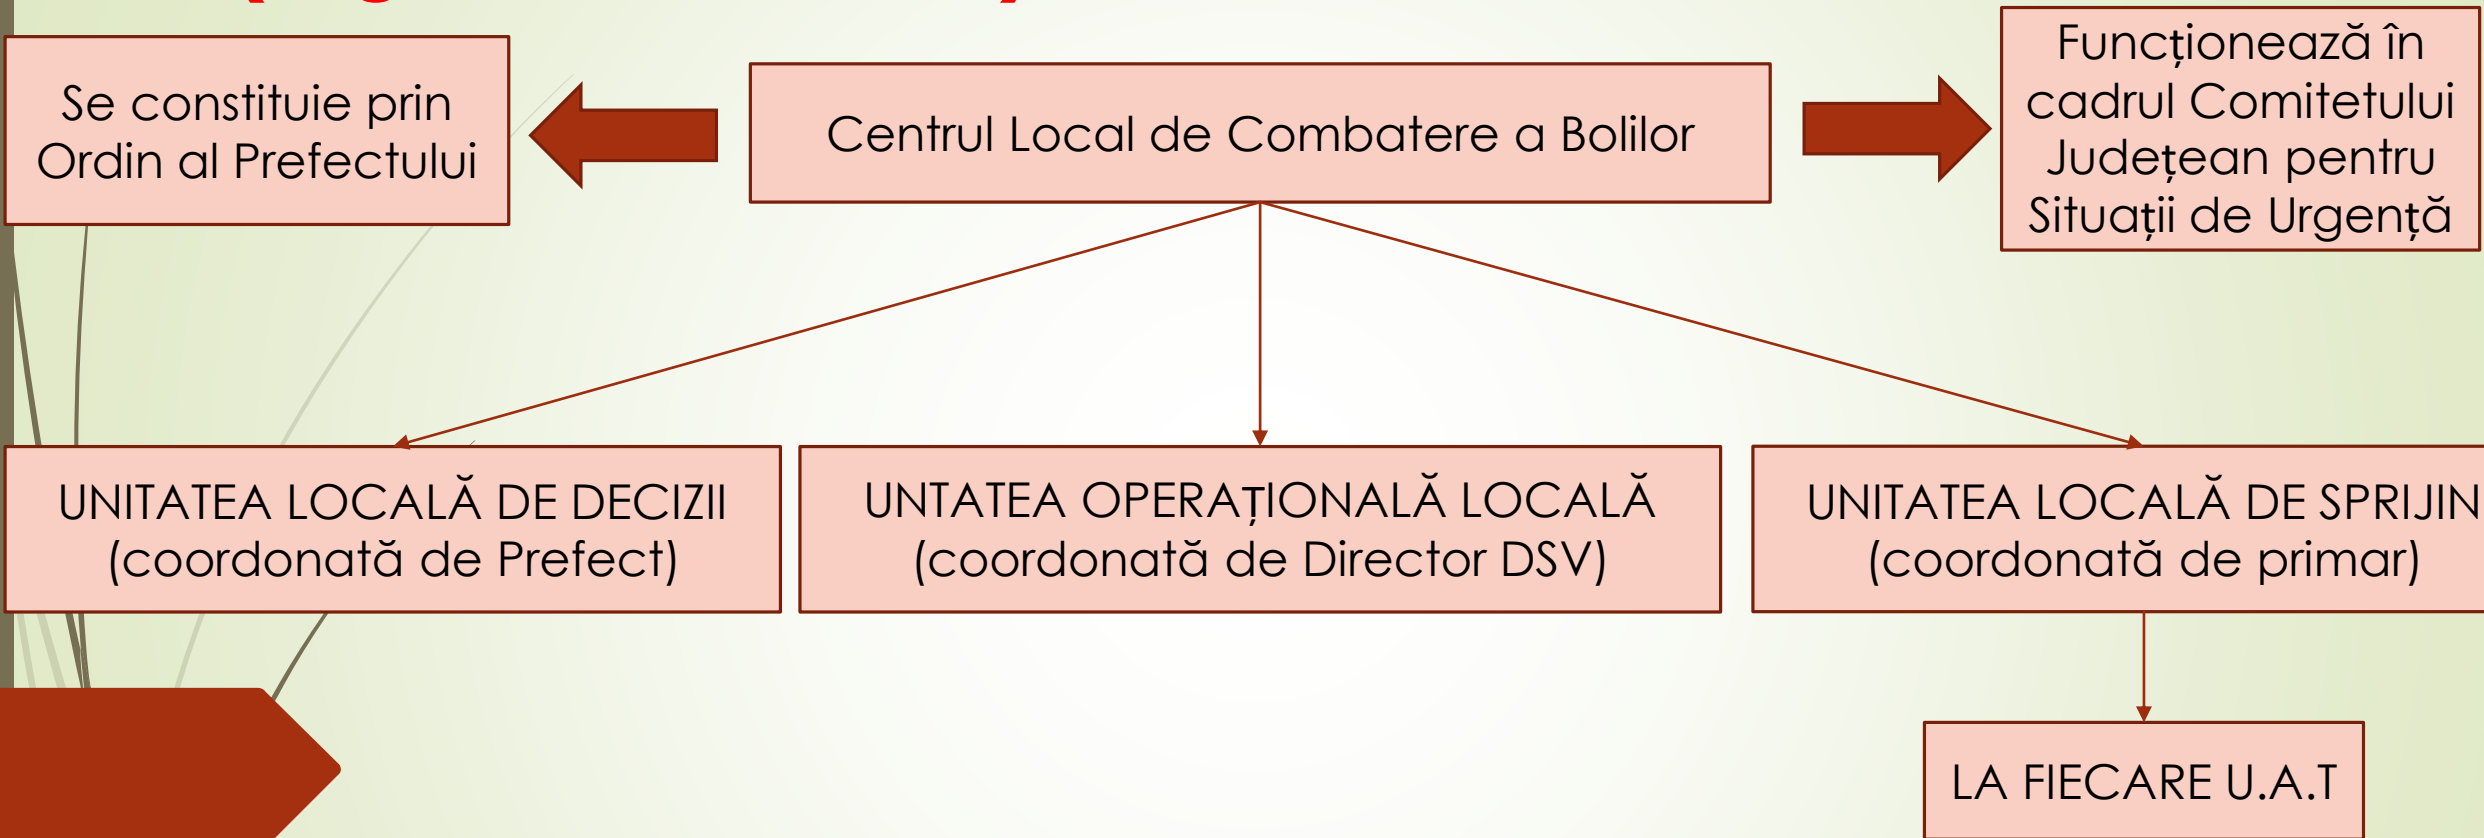 Se constituie prin
Ordin al Prefectului
Centrul Local de Combatere a Bolilor
Funcționează în
cadrul Comitetului
Județean pentru
Situații de Urgență
UNITATEA LOCALĂ DE DECIZII
(coordonată de Prefect)
UNTATEA OPERAȚIONALĂ LOCALĂ
(coordonată de Director DSV)
UNITATEA LOCALĂ DE SPRIJIN
(coordonată de primar)
LA FIECARE U.A.T